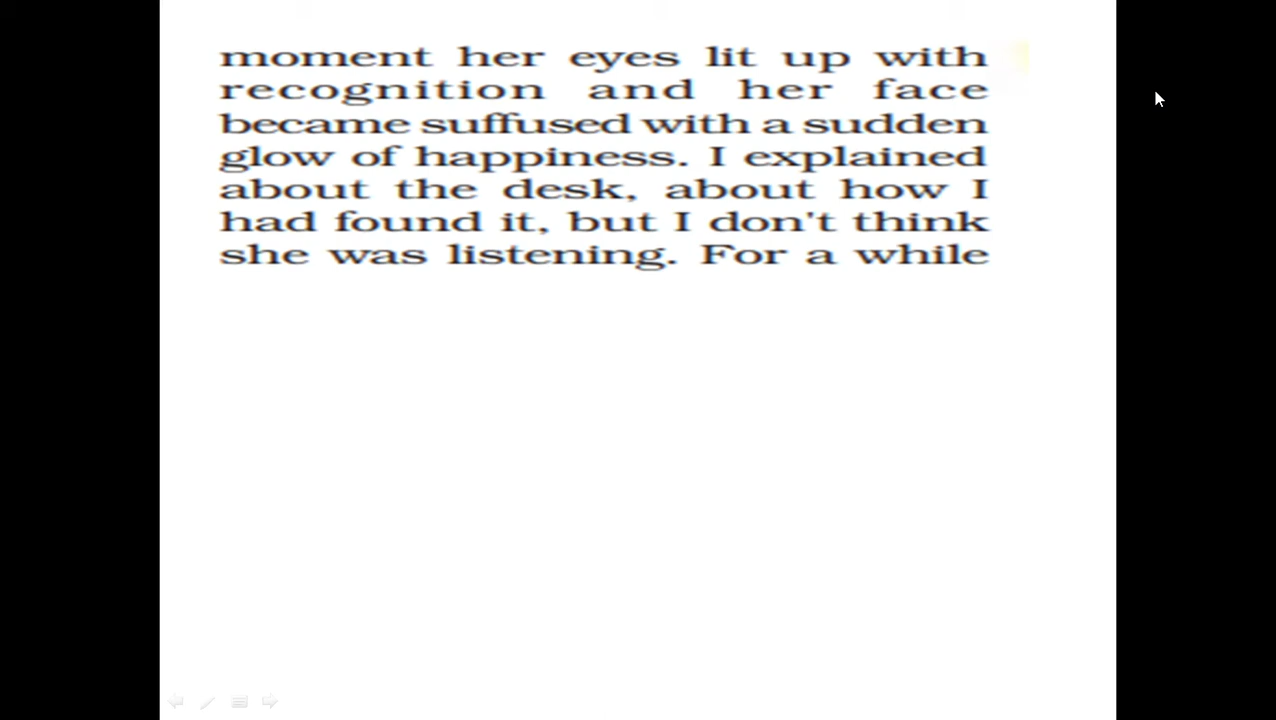 moment her eyes lit up with
recognition and her face
became suffused with a sudden
glow of happiness. I explained
about the desk, about how I
had found it, but I don't think
she was listening. For a while